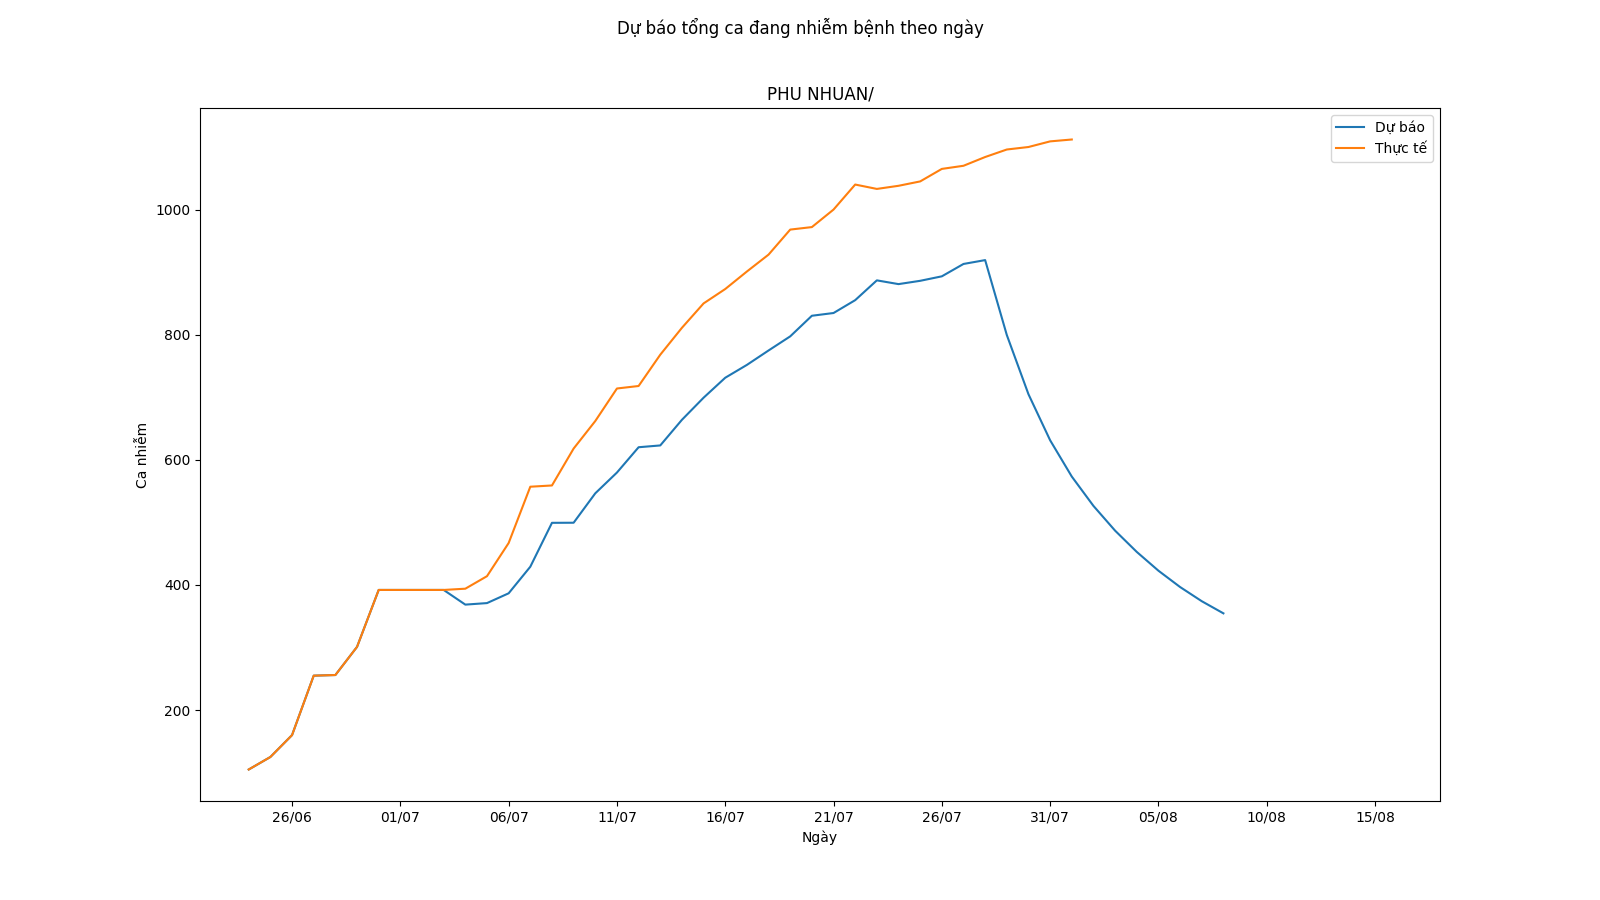 Dự báo tổng ca đang nhiễm bệnh theo ngày
PHU NHUAN/
Dự báo
Thực tế
1000
800
600
400
200
Ca nhiễm
26/06
01/07
06/07
11/07
16/07
21/07
26/07
31/07
05/08
10/08
15/08
Ngày